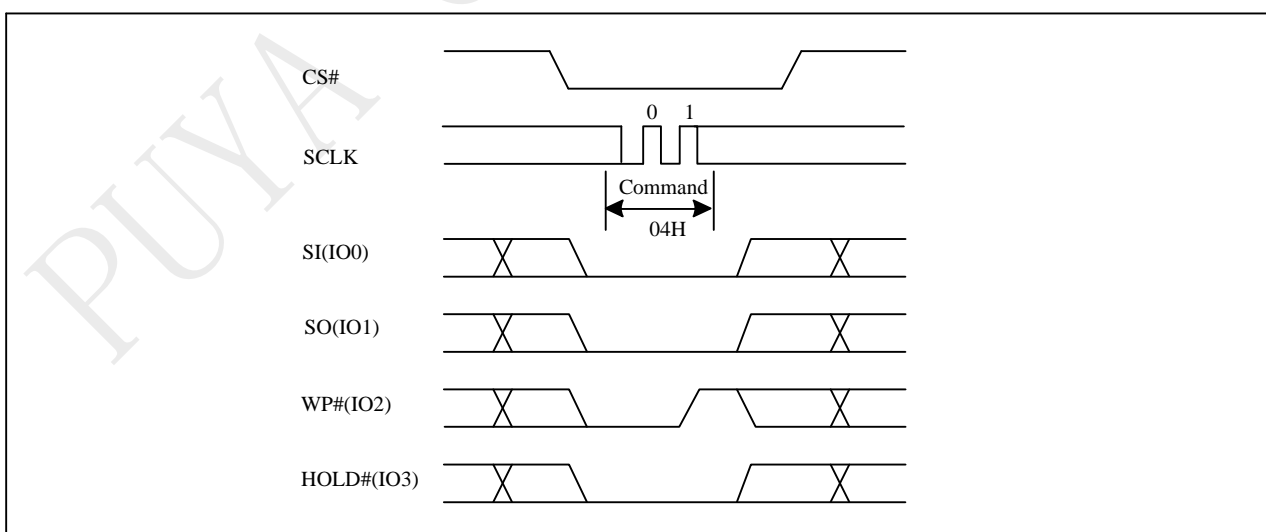 PUYA
CS#
0 1
SCLK
Command
04H
SI(IO0)
SO(IO1)
WP#(IO2)
HOLD#(IO3)